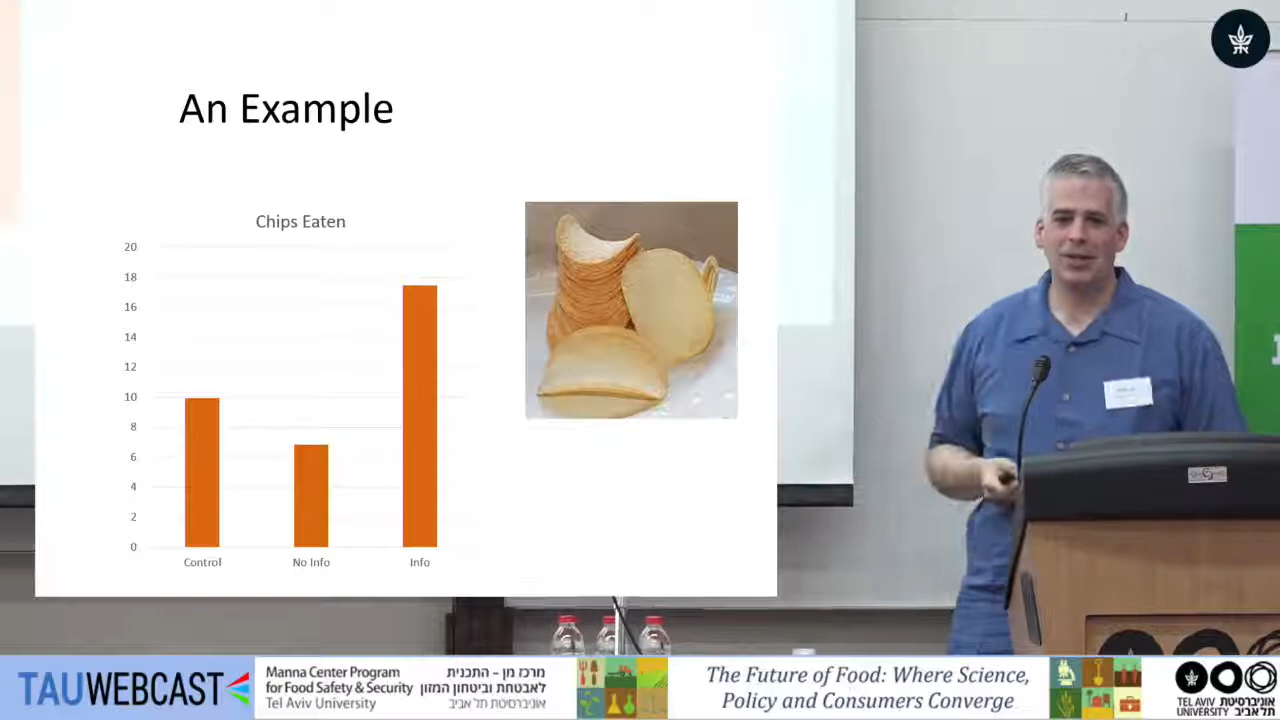 An Example
Chips Eaten
20
18
16
14
12
10
8
6
4
2
0
Control
No Info
Info
TAUWEBCAST
Manna Center Program
for Food Safety & Security
Tel Aviv University
מרכז מן – התכנית
לאבטחת וביטחון המזון
אוניברסיטת תל אביב
The Future of Food: Where Science,
Policy and Consumers Converge
TEL AVIV אוניברסיטת
UNIVERSITY תל אביב